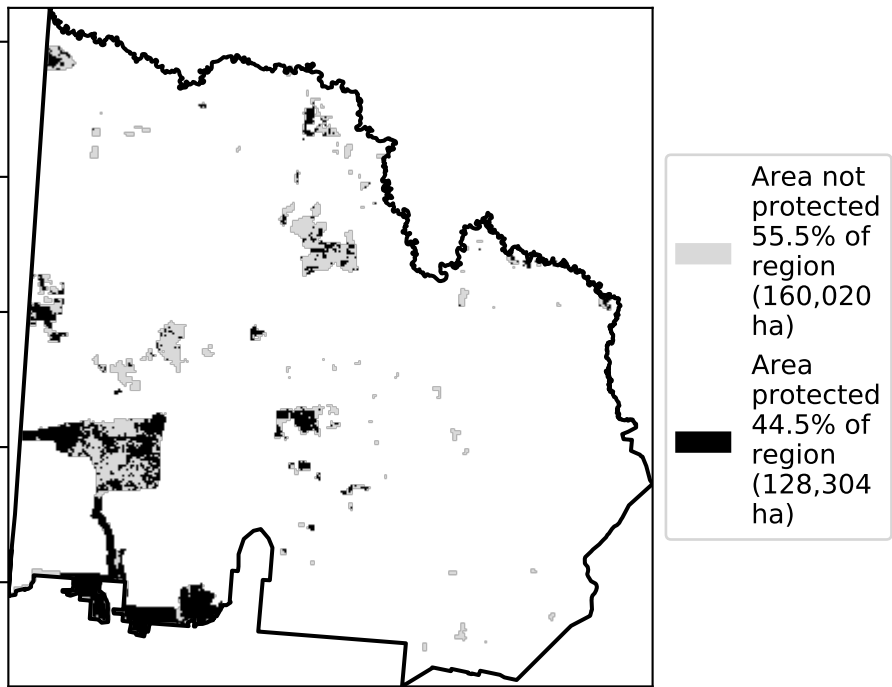 Area not
protected
55.5% of
region
(160,020
ha)
Area
protected
44.5% of
region
(128,304
ha)